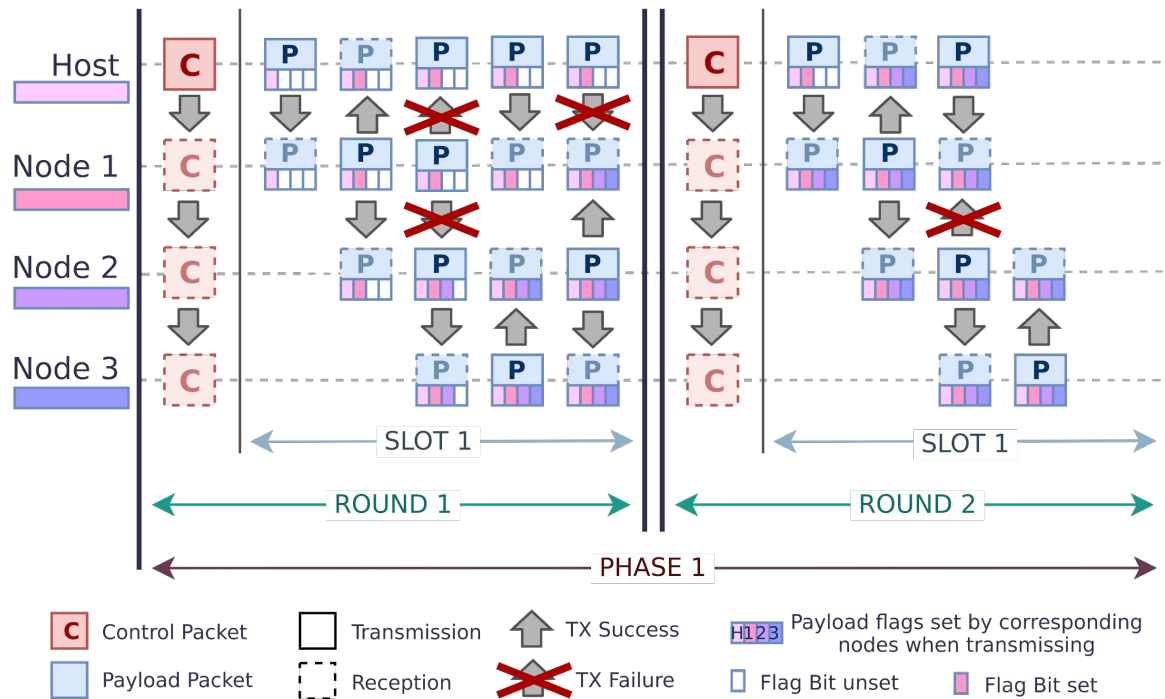 Host
C
P P P P P
C
P P P
Node 1
C
P P P P P
C
P P P
Node 2
C
P P P P
C
P P P
Node 3
C
P P P
C
P P
SLOT 1
SLOT 1
ROUND 1
ROUND 2
PHASE 1
C Control Packet
Transmission
TX Success
H123 Payload flags set by corresponding
nodes when transmitting
Payload Packet
Reception
TX Failure
Flag Bit unset
Flag Bit set